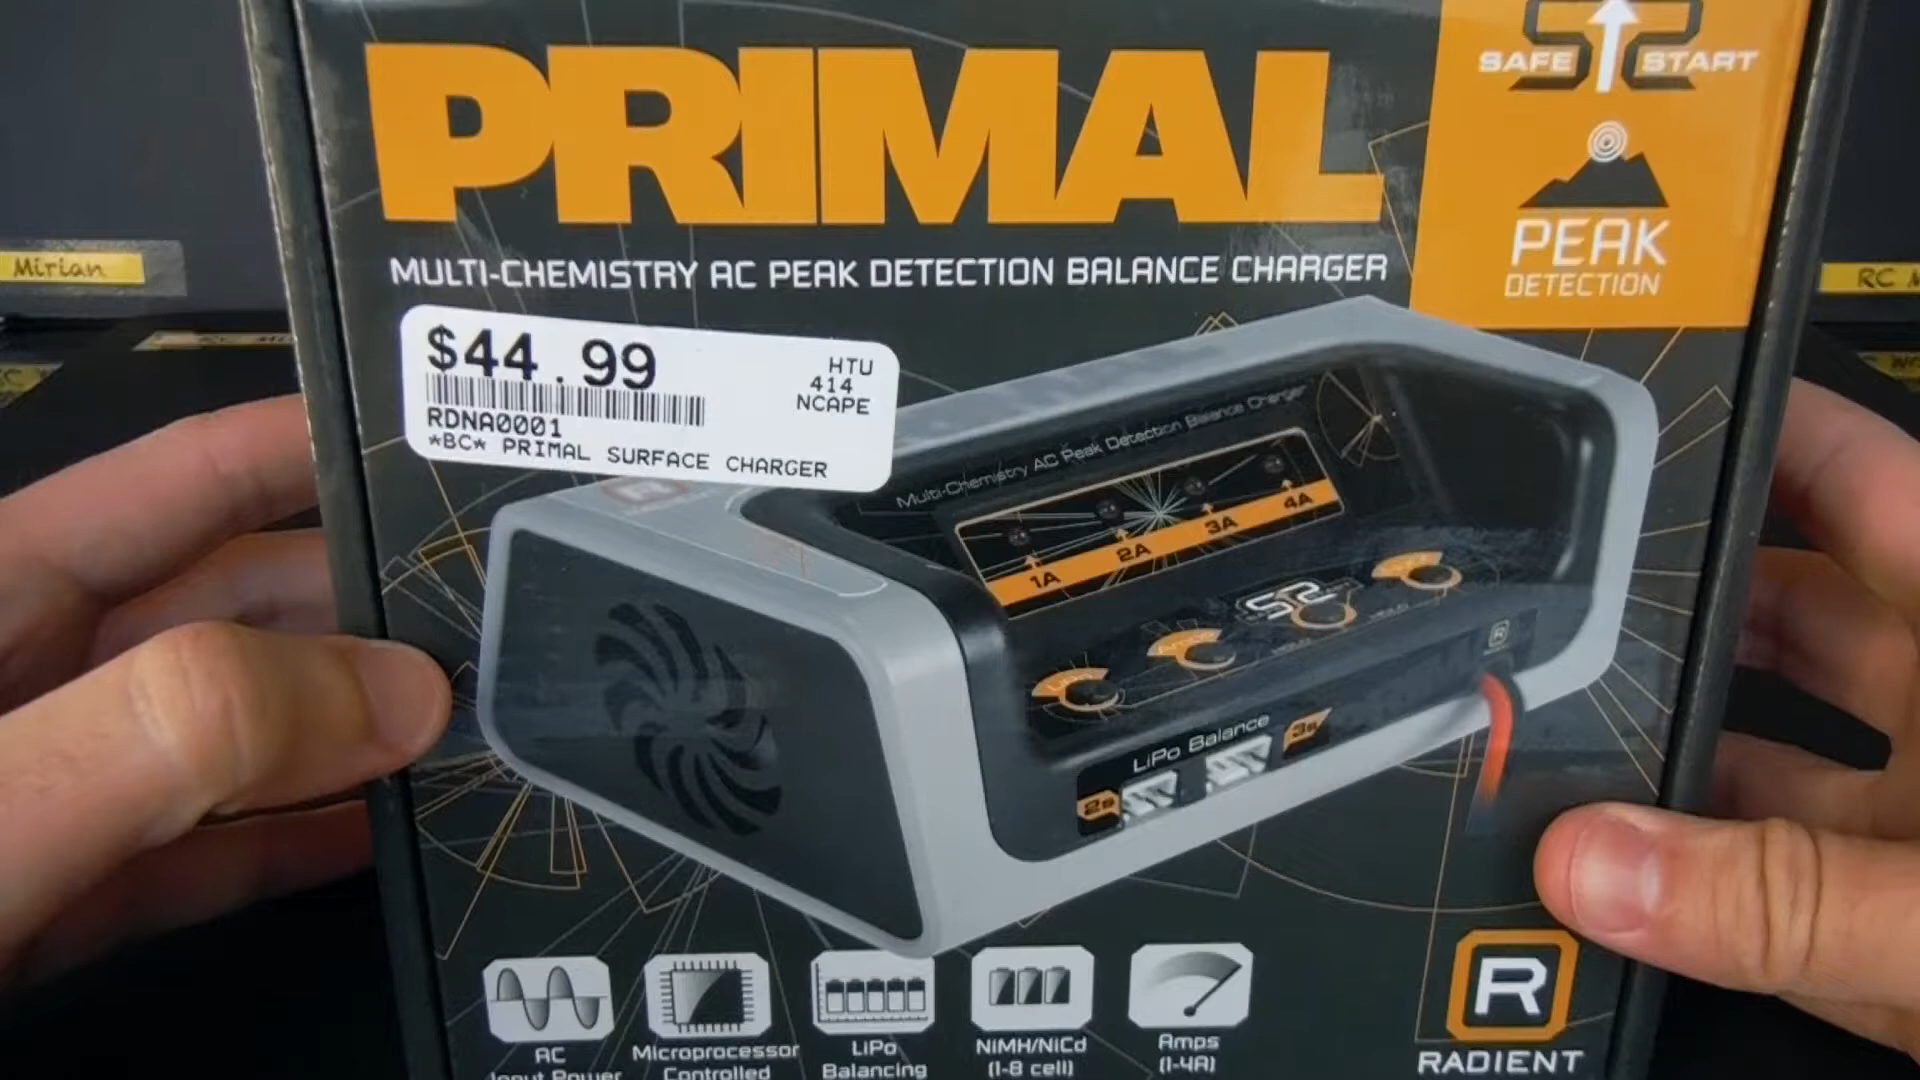 PRIMAL
MULTI-CHEMISTRY AC PEAK DETECTION BALANCE CHARGER
SAFE START
PEAK
DETECTION
Mirian
RC
$44.99
HTU
414
NCAPE
RDNA0001
*BC* PRIMAL SURFACE CHARGER
Multi-Chemistry AC Peak Detection Balance Charger
1A 2A 3A 4A
LiPo Balance
2s
3s
AC
Input Power
Microprocessor
Controlled
LiPo
Balancing
NiMH/NiCd
(1-8 cell)
Amps
(1-4A)
R
RADIENT